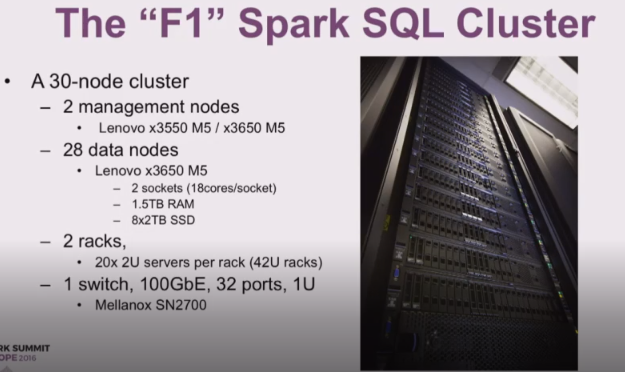 The “F1” Spark SQL Cluster
• A 30-node cluster
– 2 management nodes
• Lenovo x3550 M5 / x3650 M5
– 28 data nodes
• Lenovo x3650 M5
– 2 sockets (18cores/socket)
– 1.5TB RAM
– 8x2TB SSD
– 2 racks,
• 20x 2U servers per rack (42U racks)
– 1 switch, 100GbE, 32 ports, 1U
• Mellanox SN2700
RK SUMMIT
OPE 2016